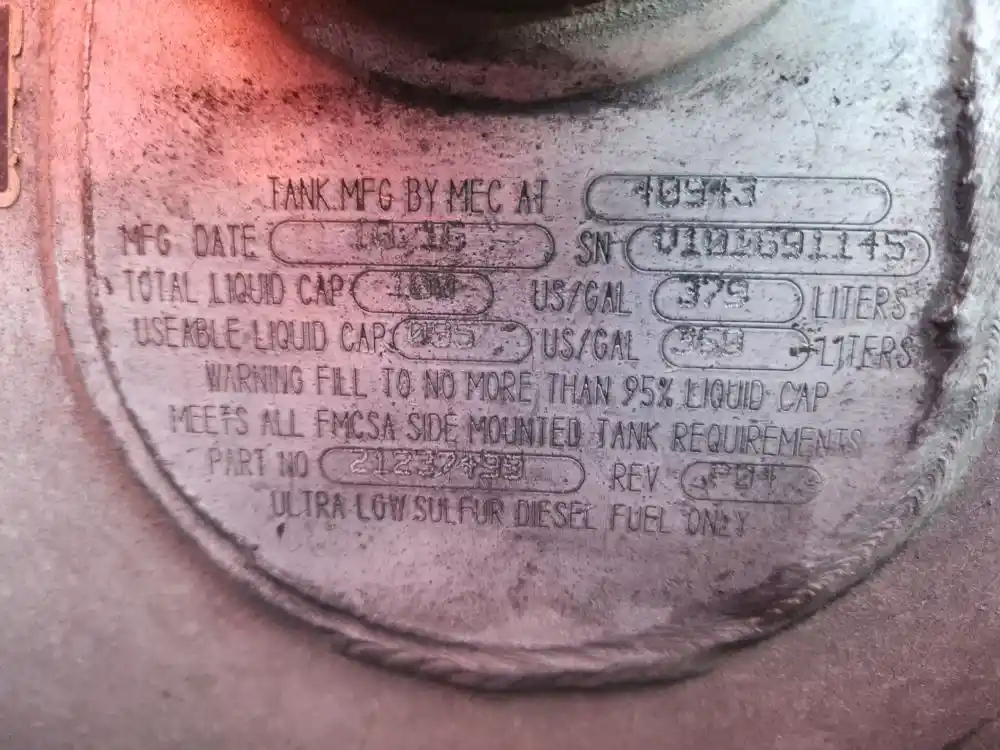 TANK MFG BY MEC AT 40943
MFG DATE SN V101691145
TOTAL LIQUID CAP 100 US/GAL 379 LITERS
USEABLE LIQUID CAP 095 US/GAL 360 LITERS
WARNING FILL TO NO MORE THAN 95% LIQUID CAP
MEETS ALL FMCSA SIDE MOUNTED TANK REQUIREMENTS
PART NO REV P04
ULTRA LOW SULFUR DIESEL FUEL ONLY